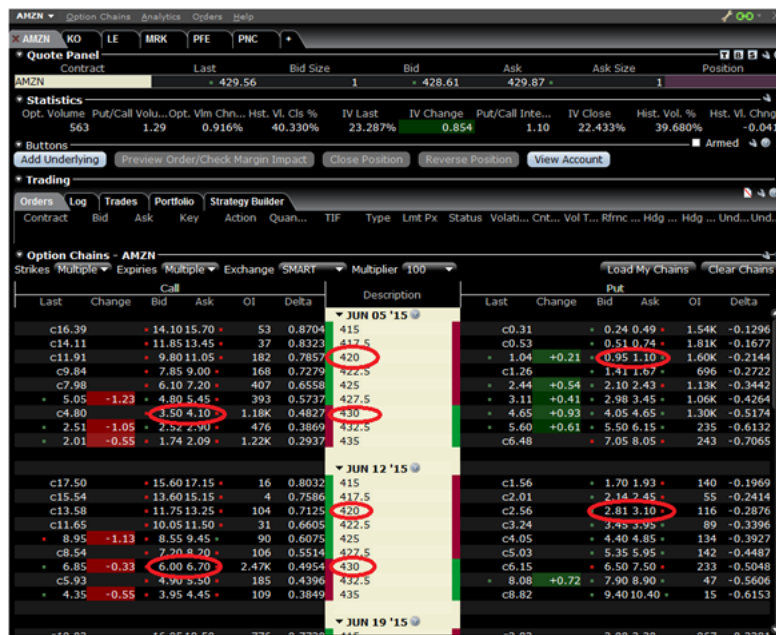 AMZN Option Chains Analytics Orders Help
AMZN KO LE MRK PFE PNC +
Quote Panel
Contract Last Bid Size Bid Ask Ask Size Position
AMZN 429.56 1 428.61 429.87 1
Statistics
Opt. Volume Put/Call Volu... Opt. Vlm Chn... Hst. Vl. Cls % IV Last IV Change Put/Call Inte... IV Close Hist. Vol. % Hst. Vl. Chng
563 1.29 0.916% 40.330% 23.287% 0.854 1.10 22.433% 39.680% -0.041
Buttons Armed
Add Underlying Preview Order/Check Margin Impact Close Position Reverse Position View Account
Trading
Orders Log Trades Portfolio Strategy Builder
Contract Bid Ask Key Action Quan... TIF Type Lmt Px Status Volati... Cnt... Vol T... Rfrnc ... Hdg ... Hdg ... Und... Und...
Option Chains - AMZN
Strikes Multiple Expiries Multiple Exchange SMART Multiplier 100 Load My Chains Clear Chains
Call Description Put
Last Change Bid Ask OI Delta Last Change Bid Ask OI Delta
JUN 05 '15
c16.39 14.10 15.70 53 0.8704 415 c0.31 0.24 0.49 1.54K -0.1296
c14.11 11.85 13.45 37 0.8323 417.5 c0.53 0.51 0.74 1.81K -0.1677
c11.91 9.80 11.05 182 0.7857 420 1.04 +0.21 0.95 1.10 1.60K -0.2144
c9.84 7.85 9.00 168 0.7279 422.5 c1.26 1.41 1.67 696 -0.2722
c7.98 6.10 7.20 407 0.6558 425 2.44 +0.54 2.10 2.43 1.13K -0.3442
5.05 -1.23 4.80 5.45 393 0.5737 427.5 3.11 +0.41 2.98 3.45 1.06K -0.4264
c4.80 3.50 4.10 1.18K 0.4827 430 4.65 +0.93 4.05 4.65 1.30K -0.5174
2.51 -1.05 2.52 2.90 476 0.3869 432.5 5.60 +0.61 5.50 6.15 235 -0.6132
2.01 -0.55 1.74 2.09 1.22K 0.2937 435 c6.48 7.05 8.05 243 -0.7065
JUN 12 '15
c17.50 15.60 17.15 16 0.8032 415 c1.56 1.70 1.93 140 -0.1969
c15.54 13.60 15.15 4 0.7586 417.5 c2.01 2.14 2.45 55 -0.2414
c13.58 11.75 13.25 104 0.7125 420 c2.56 2.81 3.10 116 -0.2876
c11.65 10.05 11.50 31 0.6605 422.5 c3.24 3.45 3.95 89 -0.3396
8.95 -1.13 8.55 9.45 90 0.6075 425 c4.05 4.40 4.85 134 -0.3927
c8.54 7.20 8.20 106 0.5514 427.5 c5.03 5.35 5.95 142 -0.4487
6.85 -0.33 6.00 6.70 2.47K 0.4954 430 c6.15 6.50 7.50 233 -0.5048
c5.93 4.90 5.50 185 0.4396 432.5 8.08 +0.72 7.90 8.90 47 -0.5606
4.35 -0.55 3.95 4.45 109 0.3849 435 c8.82 9.40 10.40 15 -0.6153
JUN 19 '15